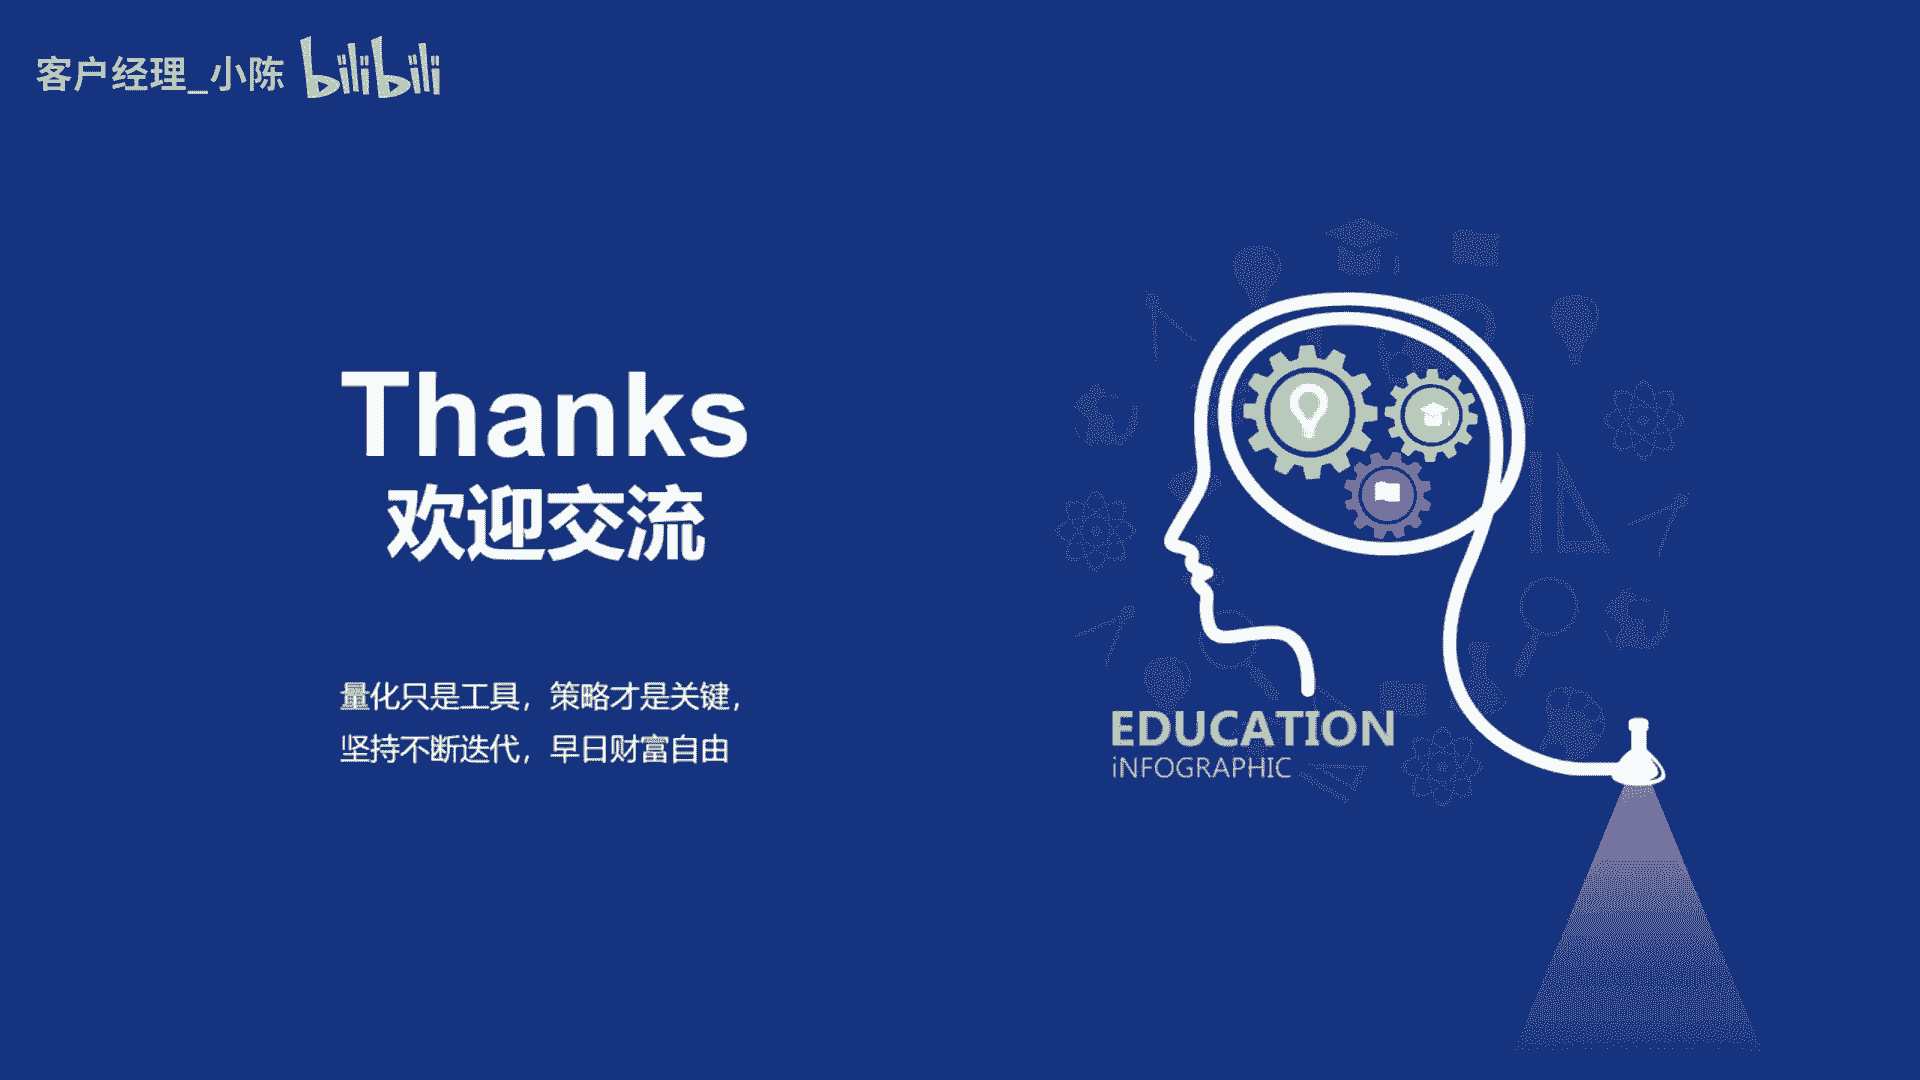 客户经理_小陈 bilibili
Thanks
欢迎交流
量化只是工具，策略才是关键，
坚持不断迭代，早日财富自由
EDUCATION
iNFOGRAPHIC